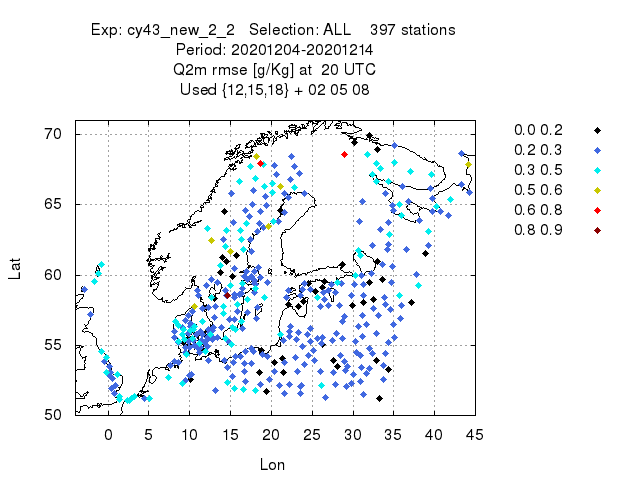 Exp: cy43_new_2_2 Selection: ALL 397 stations
Period: 20201204-20201214
Q2m rmse [g/Kg] at 20 UTC
Used {12,15,18} + 02 05 08
70
65
60
55
50
Lat
0 5 10 15 20 25 30 35 40 45
Lon
0.0 0.2
0.2 0.3
0.3 0.5
0.5 0.6
0.6 0.8
0.8 0.9